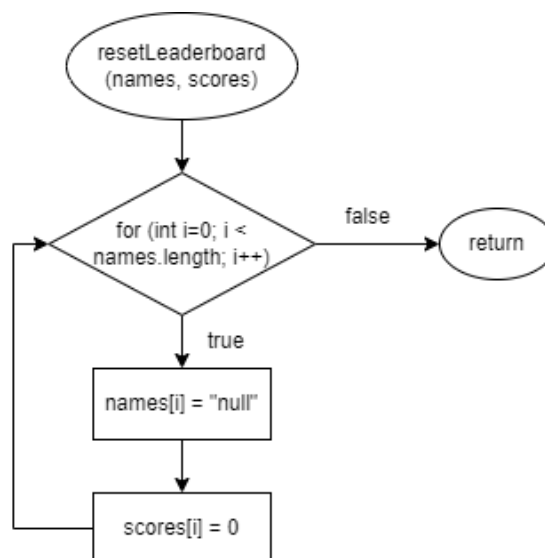 resetLeaderboard
(names, scores)
for (int i=0; i <
names.length; i++)
false
return
true
names[i] = "null"
scores[i] = 0